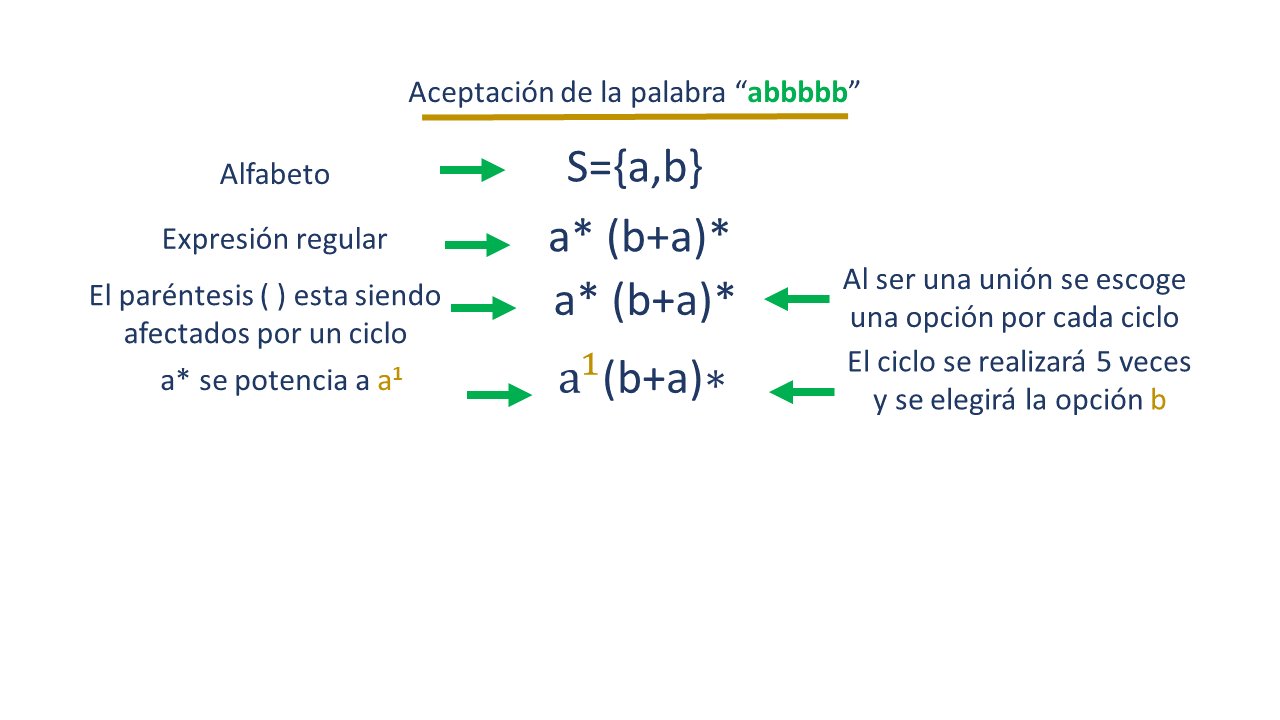 Aceptación de la palabra “abbbbb”
Alfabeto
S={a,b}
Expresión regular
a* (b+a)*
El paréntesis ( ) esta siendo
afectados por un ciclo
a* (b+a)*
Al ser una unión se escoge
una opción por cada ciclo
a* se potencia a a¹
a¹(b+a)*
El ciclo se realizará 5 veces
y se elegirá la opción b